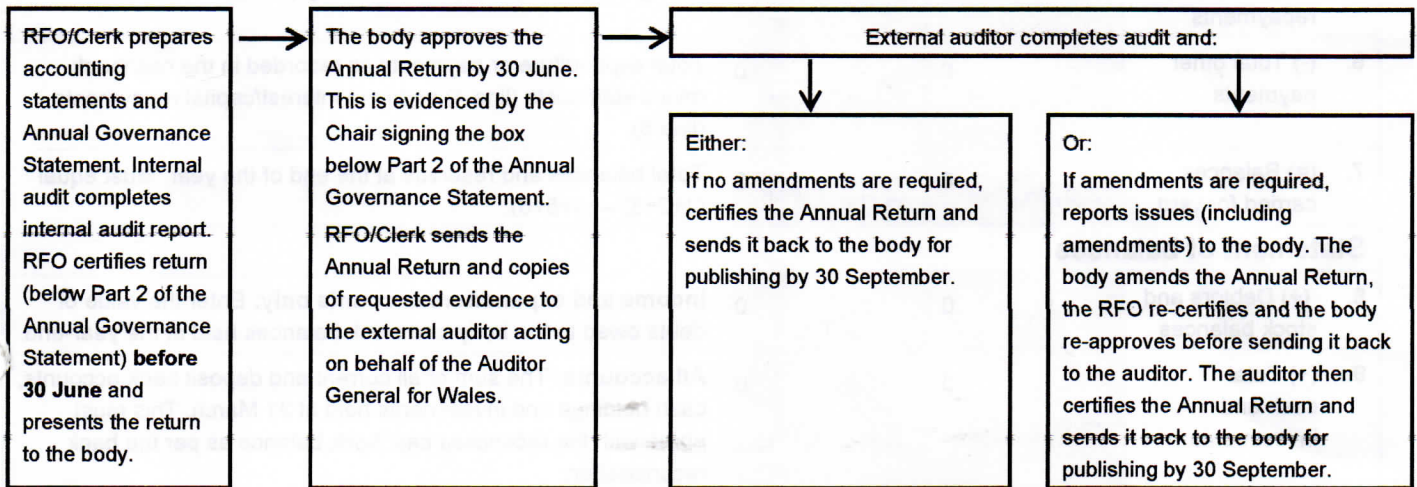 RFO/Clerk prepares
accounting
statements and
Annual Governance
Statement. Internal
audit completes
internal audit report.
RFO certifies return
(below Part 2 of the
Annual Governance
Statement) before
30 June and
presents the return
to the body.
The body approves the
Annual Return by 30 June.
This is evidenced by the
Chair signing the box
below Part 2 of the Annual
Governance Statement.
RFO/Clerk sends the
Annual Return and copies
of requested evidence to
the external auditor acting
on behalf of the Auditor
General for Wales.
External auditor completes audit and:
Either:
If no amendments are required,
certifies the Annual Return and
sends it back to the body for
publishing by 30 September.
Or:
If amendments are required,
reports issues (including
amendments) to the body. The
body amends the Annual Return,
the RFO re-certifies and the body
re-approves before sending it back
to the auditor. The auditor then
certifies the Annual Return and
sends it back to the body for
publishing by 30 September.